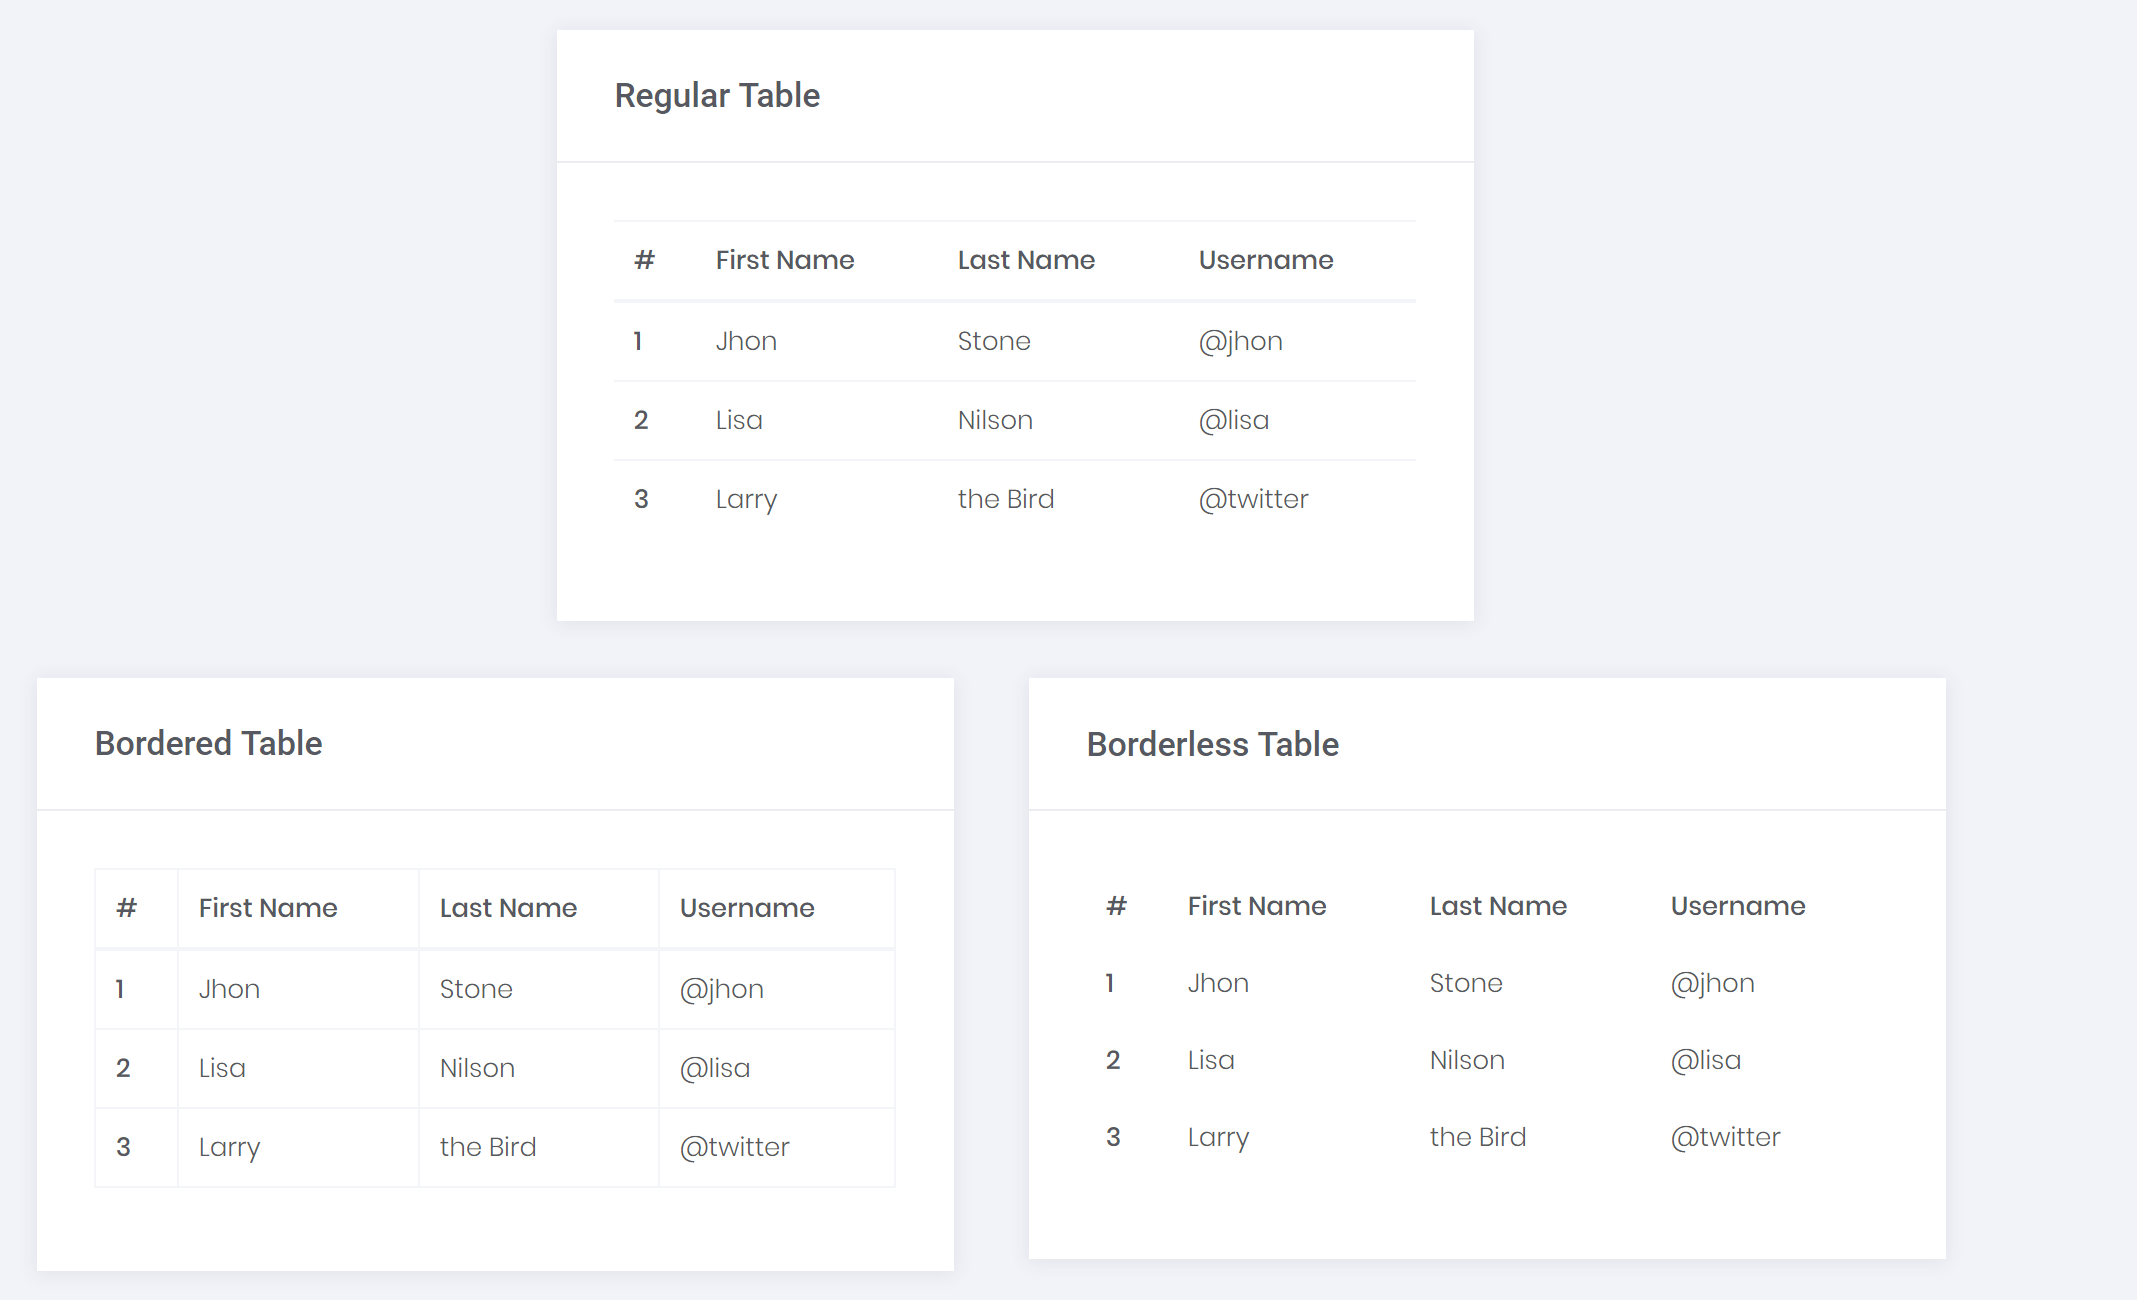 Regular Table
# First Name Last Name Username
1 Jhon Stone @jhon
2 Lisa Nilson @lisa
3 Larry the Bird @twitter
Bordered Table
# First Name Last Name Username
1 Jhon Stone @jhon
2 Lisa Nilson @lisa
3 Larry the Bird @twitter
Borderless Table
# First Name Last Name Username
1 Jhon Stone @jhon
2 Lisa Nilson @lisa
3 Larry the Bird @twitter